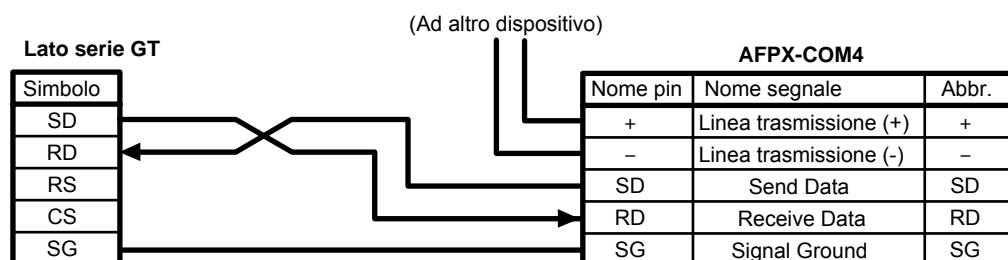 (Ad altro dispositivo)
Lato serie GT
AFPX-COM4
Simbolo
SD
RD
RS
CS
SG
Nome pin Nome segnale Abbr.
+ Linea trasmissione (+) +
– Linea trasmissione (-) –
SD Send Data SD
RD Receive Data RD
SG Signal Ground SG